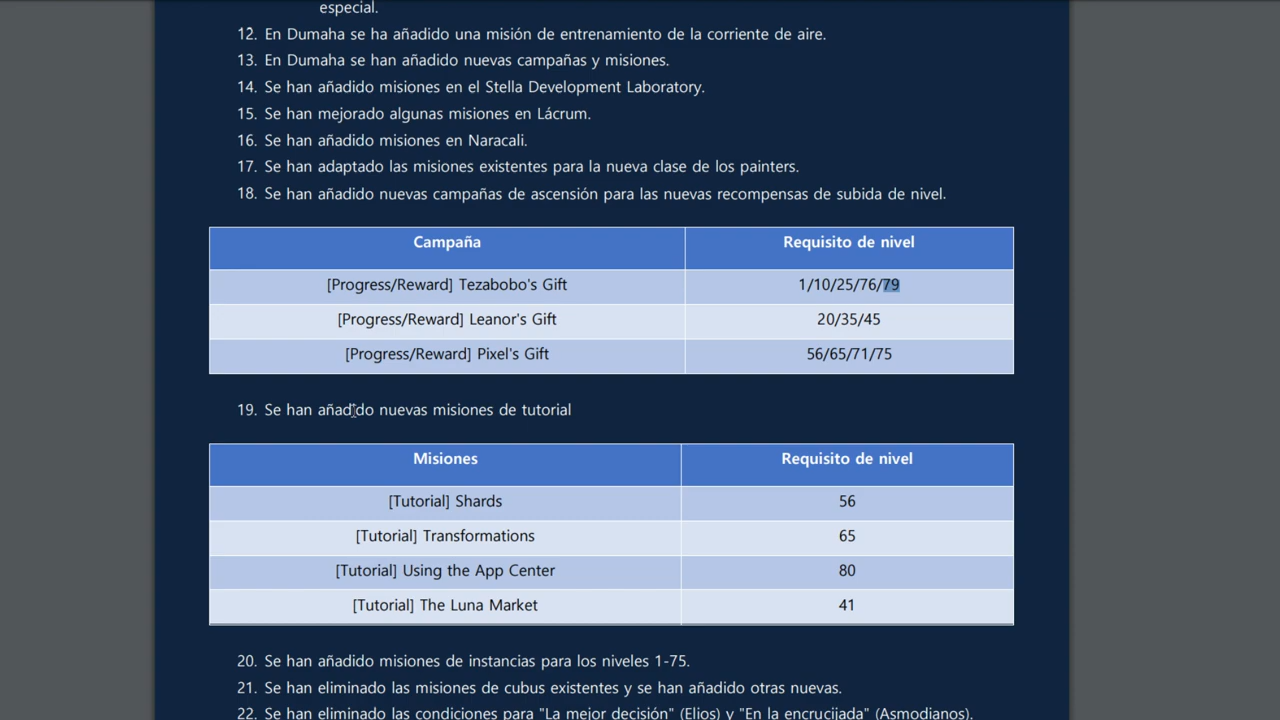 especial.
12. En Dumaha se ha añadido una misión de entrenamiento de la corriente de aire.
13. En Dumaha se han añadido nuevas campañas y misiones.
14. Se han añadido misiones en el Stella Development Laboratory.
15. Se han mejorado algunas misiones en Lácrum.
16. Se han añadido misiones en Naracali.
17. Se han adaptado las misiones existentes para la nueva clase de los painters.
18. Se han añadido nuevas campañas de ascensión para las nuevas recompensas de subida de nivel.
Campaña Requisito de nivel
[Progress/Reward] Tezabobo's Gift 1/10/25/76/79
[Progress/Reward] Leanor's Gift 20/35/45
[Progress/Reward] Pixel's Gift 56/65/71/75
19. Se han añadido nuevas misiones de tutorial
Misiones Requisito de nivel
[Tutorial] Shards 56
[Tutorial] Transformations 65
[Tutorial] Using the App Center 80
[Tutorial] The Luna Market 41
20. Se han añadido misiones de instancias para los niveles 1-75.
21. Se han eliminado las misiones de cubus existentes y se han añadido otras nuevas.
22. Se han eliminado las condiciones para "La mejor decisión" (Elios) y "En la encrucijada" (Asmodianos).